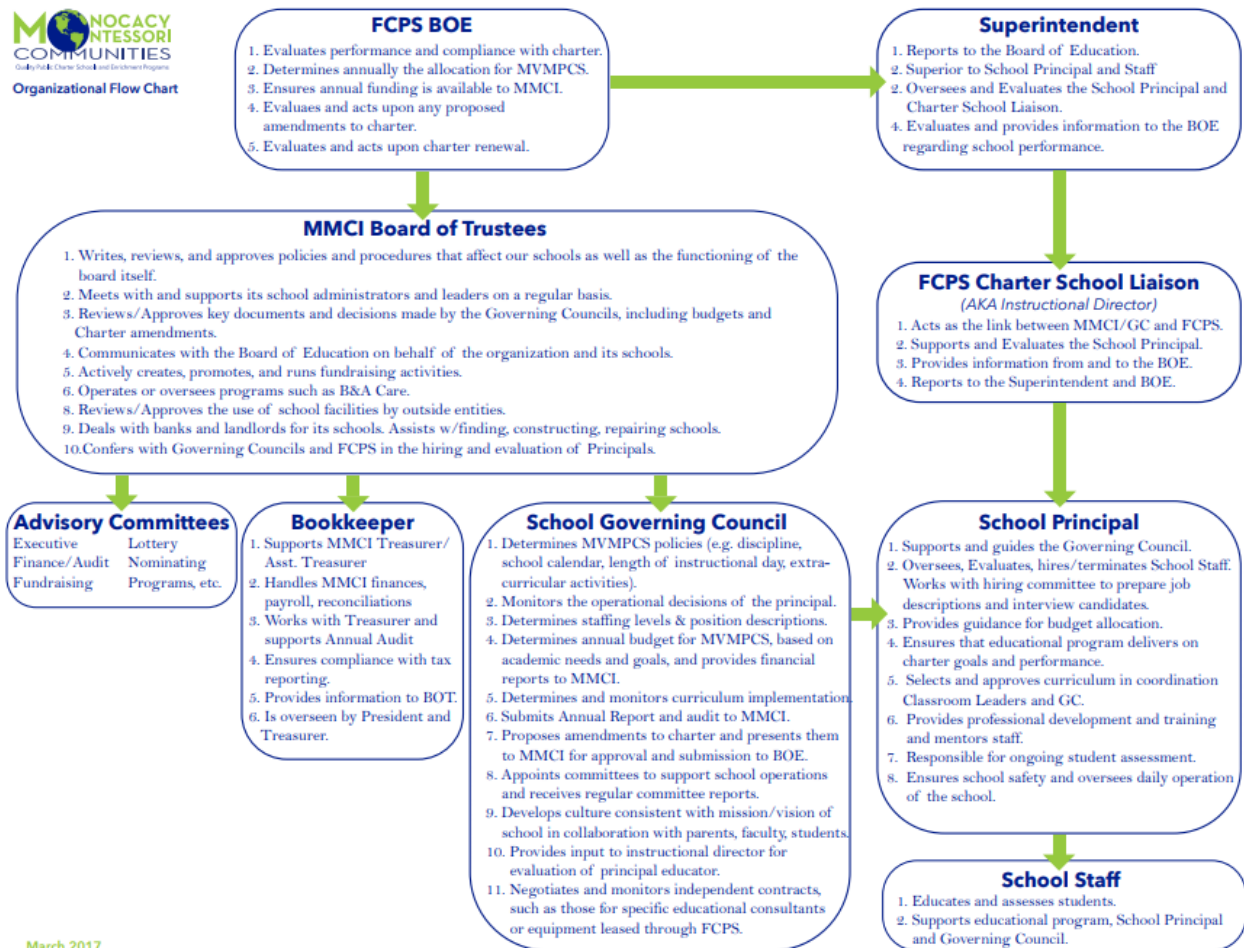 MONOCACY
MONTESSORI
COMMUNITIES
Quality Public Charter Schools and Enrichment Programs
Organizational Flow Chart
FCPS BOE
1. Evaluates performance and compliance with charter.
2. Determines annually the allocation for MVMPCS.
3. Ensures annual funding is available to MMCI.
4. Evaluaes and acts upon any proposed
amendments to charter.
5. Evaluates and acts upon charter renewal.
Superintendent
1. Reports to the Board of Education.
2. Superior to School Principal and Staff
2. Oversees and Evaluates the School Principal and
Charter School Liaison.
4. Evaluates and provides information to the BOE
regarding school performance.
MMCI Board of Trustees
1. Writes, reviews, and approves policies and procedures that affect our schools as well as the functioning of the
board itself.
2. Meets with and supports its school administrators and leaders on a regular basis.
3. Reviews/Approves key documents and decisions made by the Governing Councils, including budgets and
Charter amendments.
4. Communicates with the Board of Education on behalf of the organization and its schools.
5. Actively creates, promotes, and runs fundraising activities.
6. Operates or oversees programs such as B&A Care.
8. Reviews/Approves the use of school facilities by outside entities.
9. Deals with banks and landlords for its schools. Assists w/finding, constructing, repairing schools.
10.Confers with Governing Councils and FCPS in the hiring and evaluation of Principals.
FCPS Charter School Liaison
(AKA Instructional Director)
1. Acts as the link between MMCI/GC and FCPS.
2. Supports and Evaluates the School Principal.
3. Provides information from and to the BOE.
4. Reports to the Superintendent and BOE.
Advisory Committees
Executive Lottery
Finance/Audit Nominating
Fundraising Programs, etc.
Bookkeeper
1. Supports MMCI Treasurer/
Asst. Treasurer
2. Handles MMCI finances,
payroll, reconciliations
3. Works with Treasurer and
supports Annual Audit
4. Ensures compliance with tax
reporting.
5. Provides information to BOT.
6. Is overseen by President and
Treasurer.
School Governing Council
1. Determines MVMPCS policies (e.g. discipline,
school calendar, length of instructional day, extra-
curricular activities).
2. Monitors the operational decisions of the principal.
3. Determines staffing levels & position descriptions.
4. Determines annual budget for MVMPCS, based on
academic needs and goals, and provides financial
reports to MMCI.
5. Determines and monitors curriculum implementation.
6. Submits Annual Report and audit to MMCI.
7. Proposes amendments to charter and presents them
to MMCI for approval and submission to BOE.
8. Appoints committees to support school operations
and receives regular committee reports.
9. Develops culture consistent with mission/vision of
school in collaboration with parents, faculty, students.
10. Provides input to instructional director for
evaluation of principal educator.
11. Negotiates and monitors independent contracts,
such as those for specific educational consultants
or equipment leased through FCPS.
School Principal
1. Supports and guides the Governing Council.
2. Oversees, Evaluates, hires/terminates School Staff.
Works with hiring committee to prepare job
descriptions and interview candidates.
3. Provides guidance for budget allocation.
4. Ensures that educational program delivers on
charter goals and performance.
5. Selects and approves curriculum in coordination
Classroom Leaders and GC.
6. Provides professional development and training
and mentors staff.
7. Responsible for ongoing student assessment.
8. Ensures school safety and oversees daily operation
of the school.
School Staff
1. Educates and assesses students.
2. Supports educational program, School Principal
and Governing Council.
March 2017